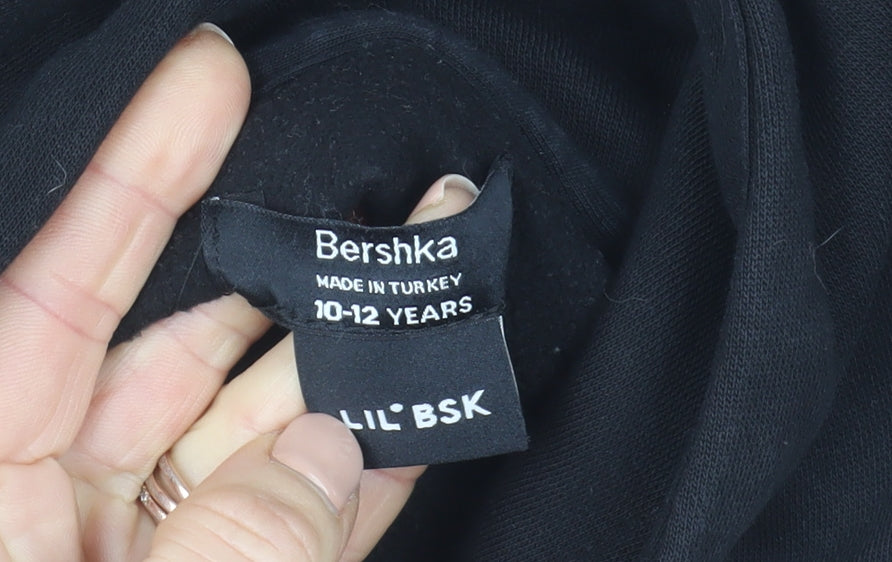 Bershka
MADE IN TURKEY
10-12 YEARS
LIL' BSK